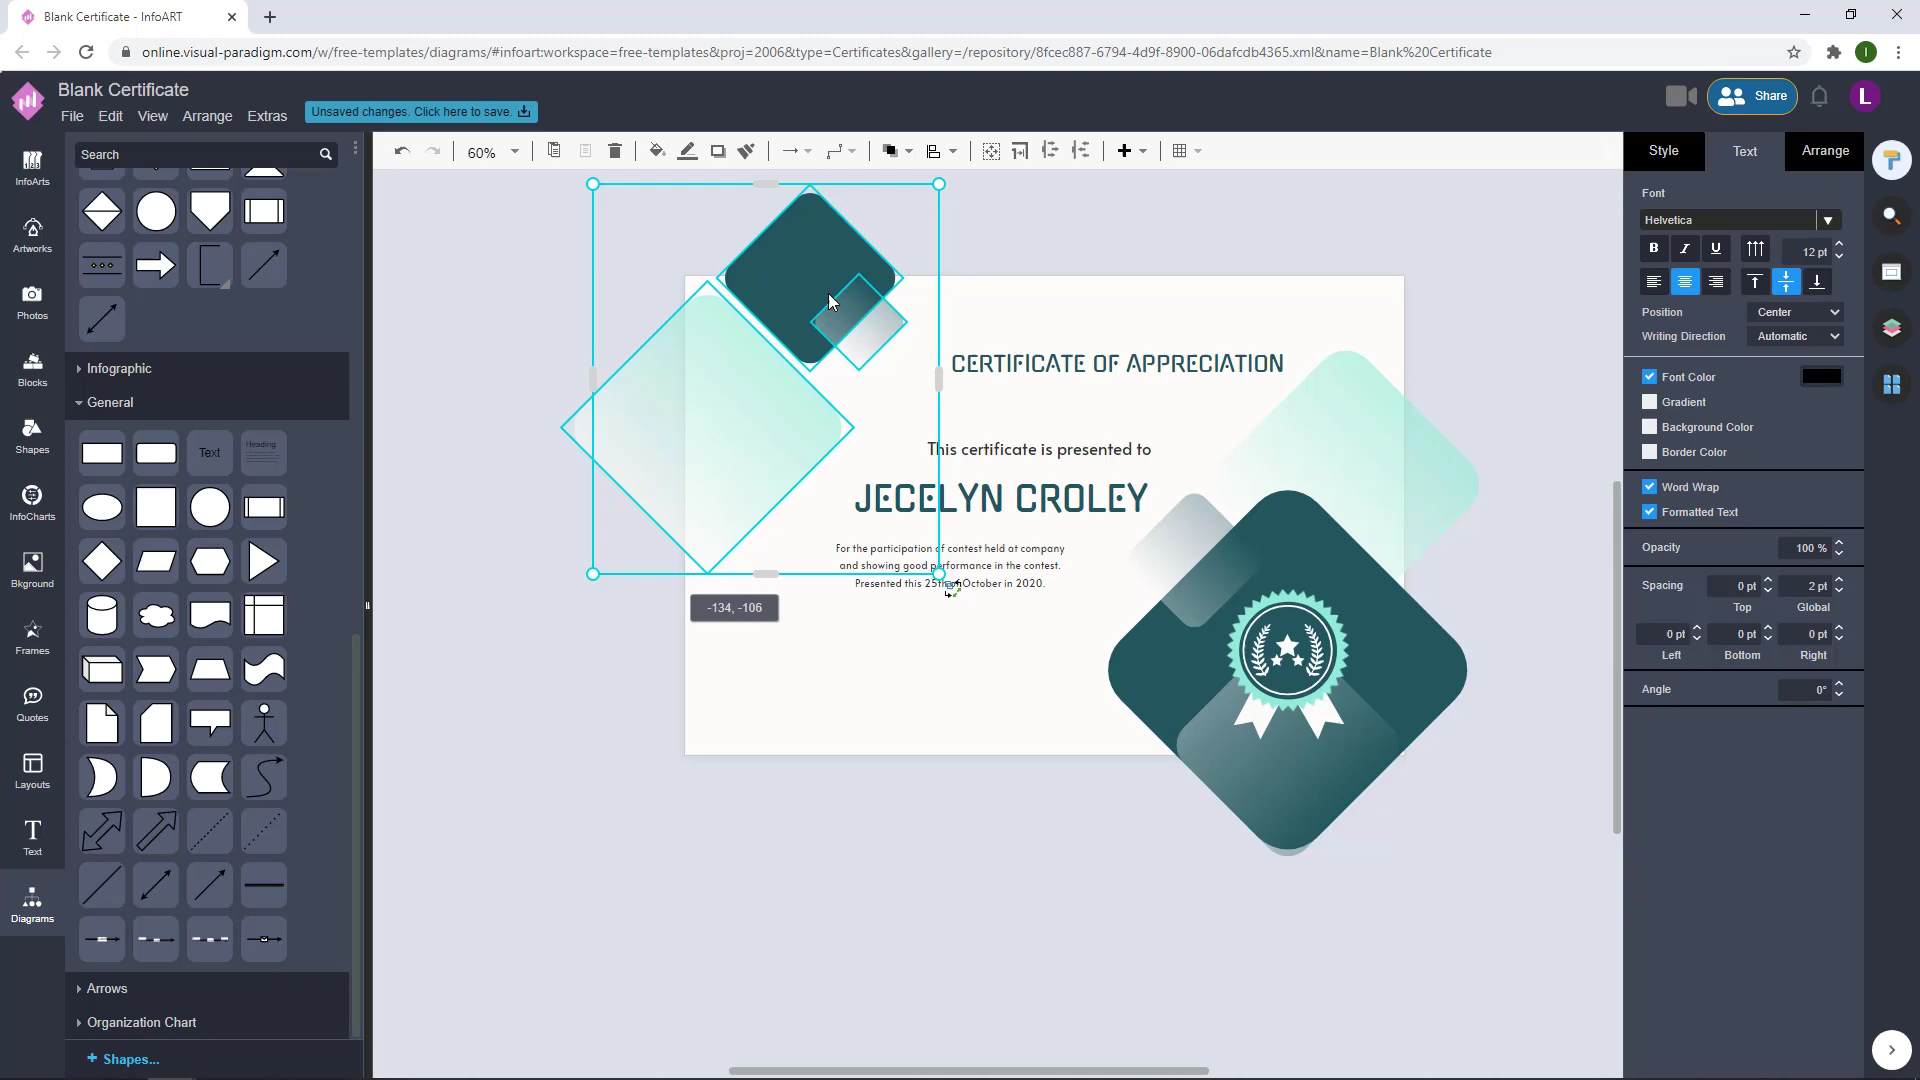 Blank Certificate - InfoART
online.visual-paradigm.com/w/free-templates/diagrams/#infoart:workspace=free-templates&proj=2006&type=Certificates&gallery=/repository/8fcec887-6794-4d9f-8900-06dafcdb4365.xml&name=Blank%20Certificate
I
Blank Certificate
File Edit View Arrange Extras
Unsaved changes. Click here to save.
Share
L
Search
60%
InfoArts
Artworks
Photos
Blocks
Shapes
InfoCharts
Bkground
Frames
Quotes
Layouts
T
Text
Diagrams
Infographic
General
Text
Heading
Arrows
Organization Chart
+ Shapes...
CERTIFICATE OF APPRECIATION
This certificate is presented to
JECELYN CROLEY
For the participation of contest held at company
and showing good performance in the contest.
Presented this 25th of October in 2020.
-134, -106
Style Text Arrange
Font
Helvetica
B I U
12 pt
Position Center
Writing Direction Automatic
Font Color
Gradient
Background Color
Border Color
Word Wrap
Formatted Text
Opacity 100 %
Spacing 0 pt 2 pt
Top Global
0 pt 0 pt 0 pt
Left Bottom Right
Angle 0°